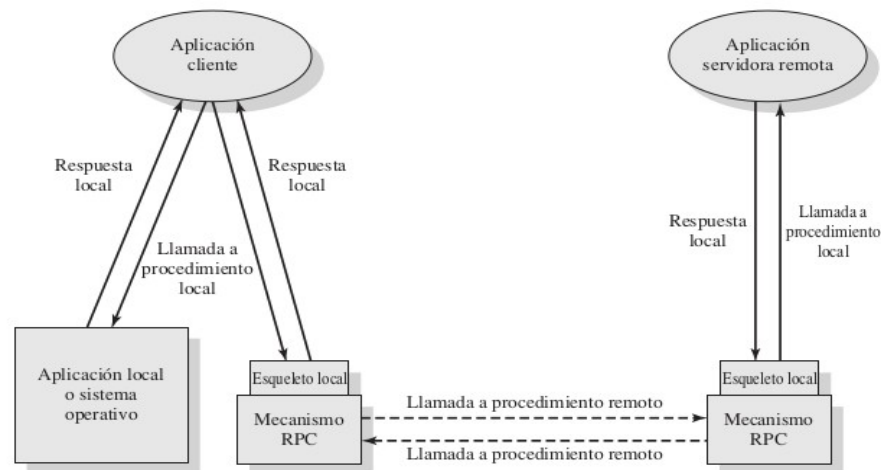 Aplicación
cliente
Aplicación
servidora remota
Respuesta
local
Respuesta
local
Llamada a
procedimiento
local
Respuesta
local
Llamada a
procedimiento
local
Aplicación local
o sistema
operativo
Esqueleto local
Mecanismo
RPC
Llamada a procedimiento remoto
Llamada a procedimiento remoto
Esqueleto local
Mecanismo
RPC